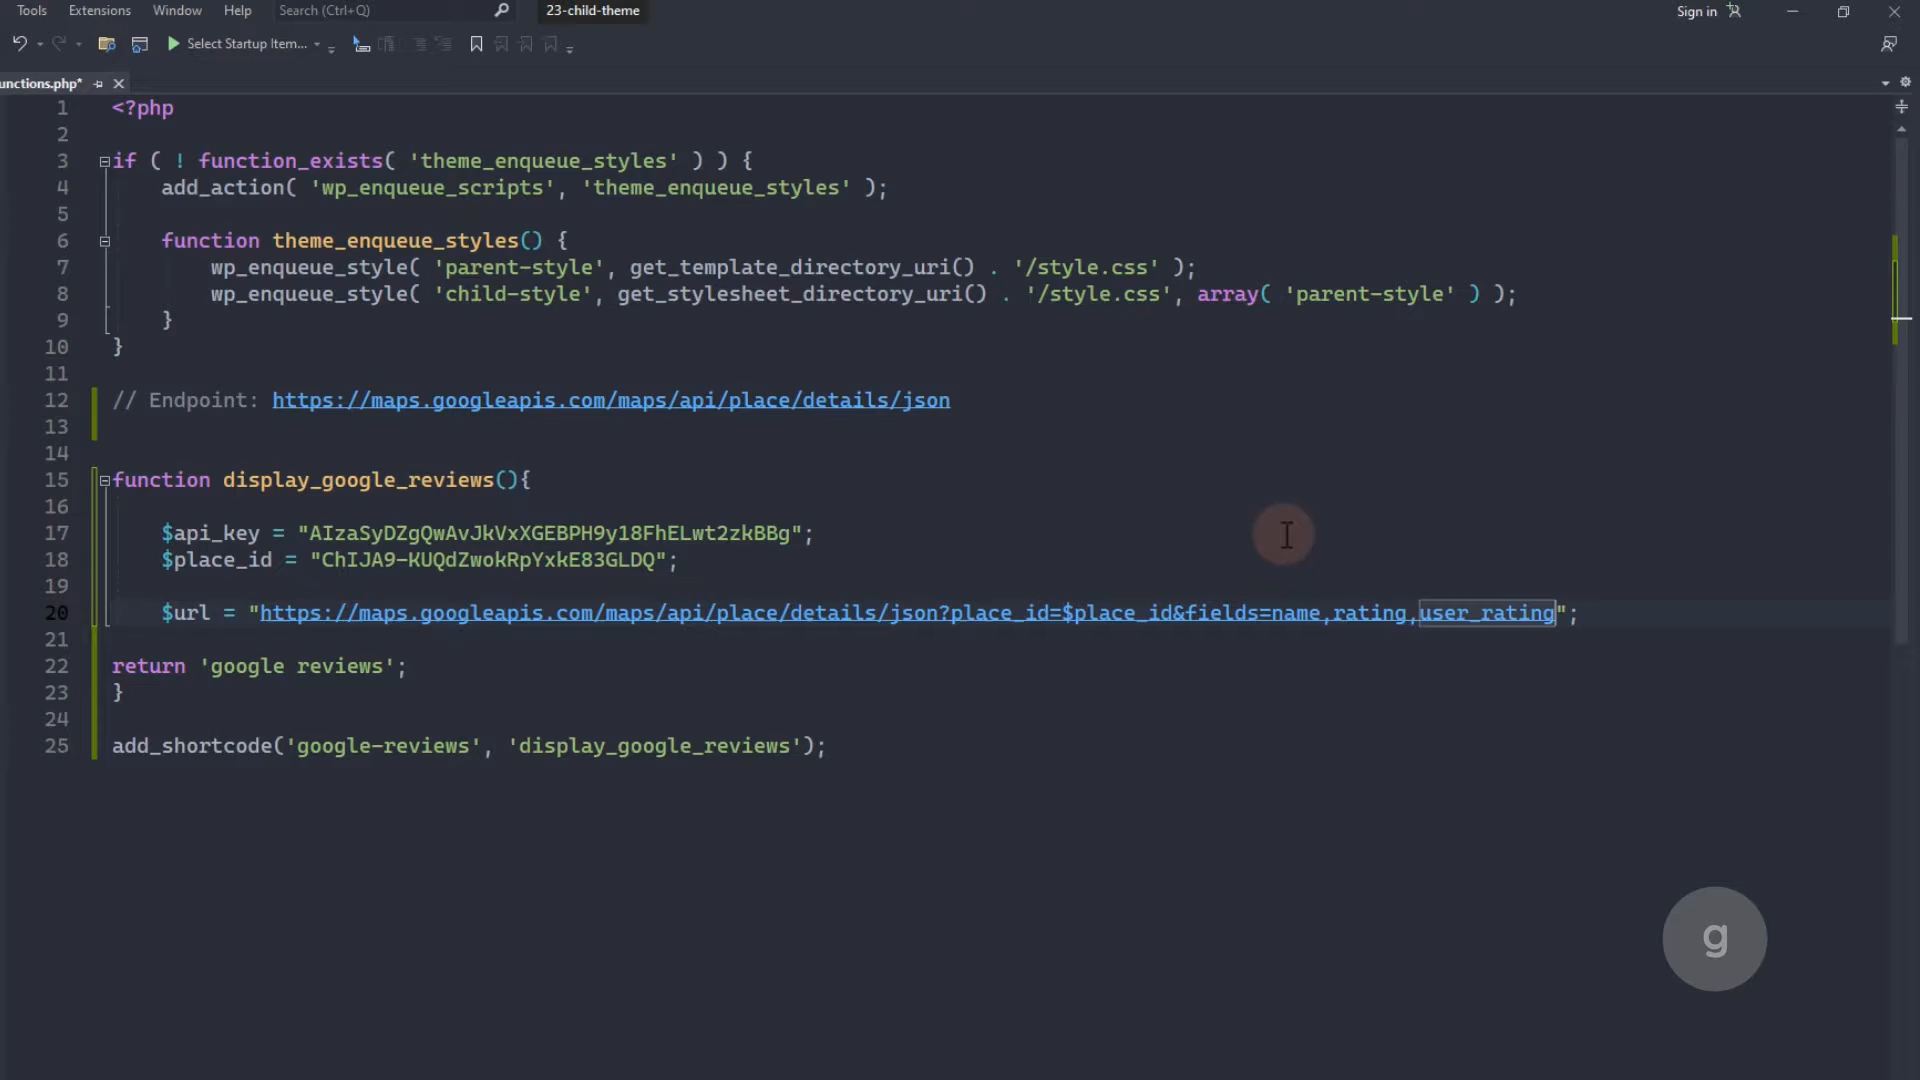 Tools Extensions Window Help Search (Ctrl+Q) 23-child-theme Sign in
Select Startup Item...
unctions.php*
1 <?php
2
3 if ( ! function_exists( 'theme_enqueue_styles' ) ) {
4 add_action( 'wp_enqueue_scripts', 'theme_enqueue_styles' );
5
6 function theme_enqueue_styles() {
7 wp_enqueue_style( 'parent-style', get_template_directory_uri() . '/style.css' );
8 wp_enqueue_style( 'child-style', get_stylesheet_directory_uri() . '/style.css', array( 'parent-style' ) );
9 }
10 }
11
12 // Endpoint: https://maps.googleapis.com/maps/api/place/details/json
13
14
15 function display_google_reviews(){
16
17 $api_key = "AIzaSyDZgQwAvJkVxXGEBPH9y18FhELwt2zkBBg";
18 $place_id = "ChIJA9-KUQdZwokRpYxkE83GLDQ";
19
20 $url = "https://maps.googleapis.com/maps/api/place/details/json?place_id=$place_id&fields=name,rating,user_rating";
21
22 return 'google reviews';
23 }
24
25 add_shortcode('google-reviews', 'display_google_reviews');
g